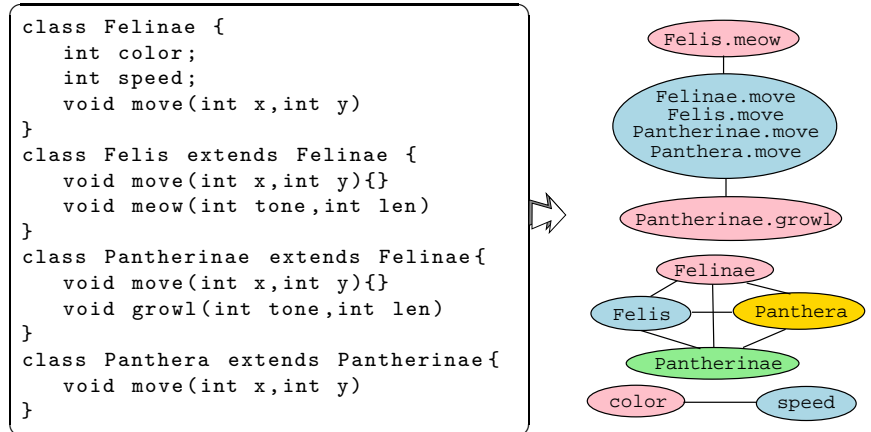 class Felinae {
int color;
int speed;
void move(int x,int y)
}
class Felis extends Felinae {
void move(int x,int y){}
void meow(int tone,int len)
}
class Pantherinae extends Felinae{
void move(int x,int y){}
void growl(int tone,int len)
}
class Panthera extends Pantherinae{
void move(int x,int y)
}
Felis.meow
Felinae.move
Felis.move
Pantherinae.move
Panthera.move
Pantherinae.growl
Felinae
Felis
Panthera
Pantherinae
color
speed